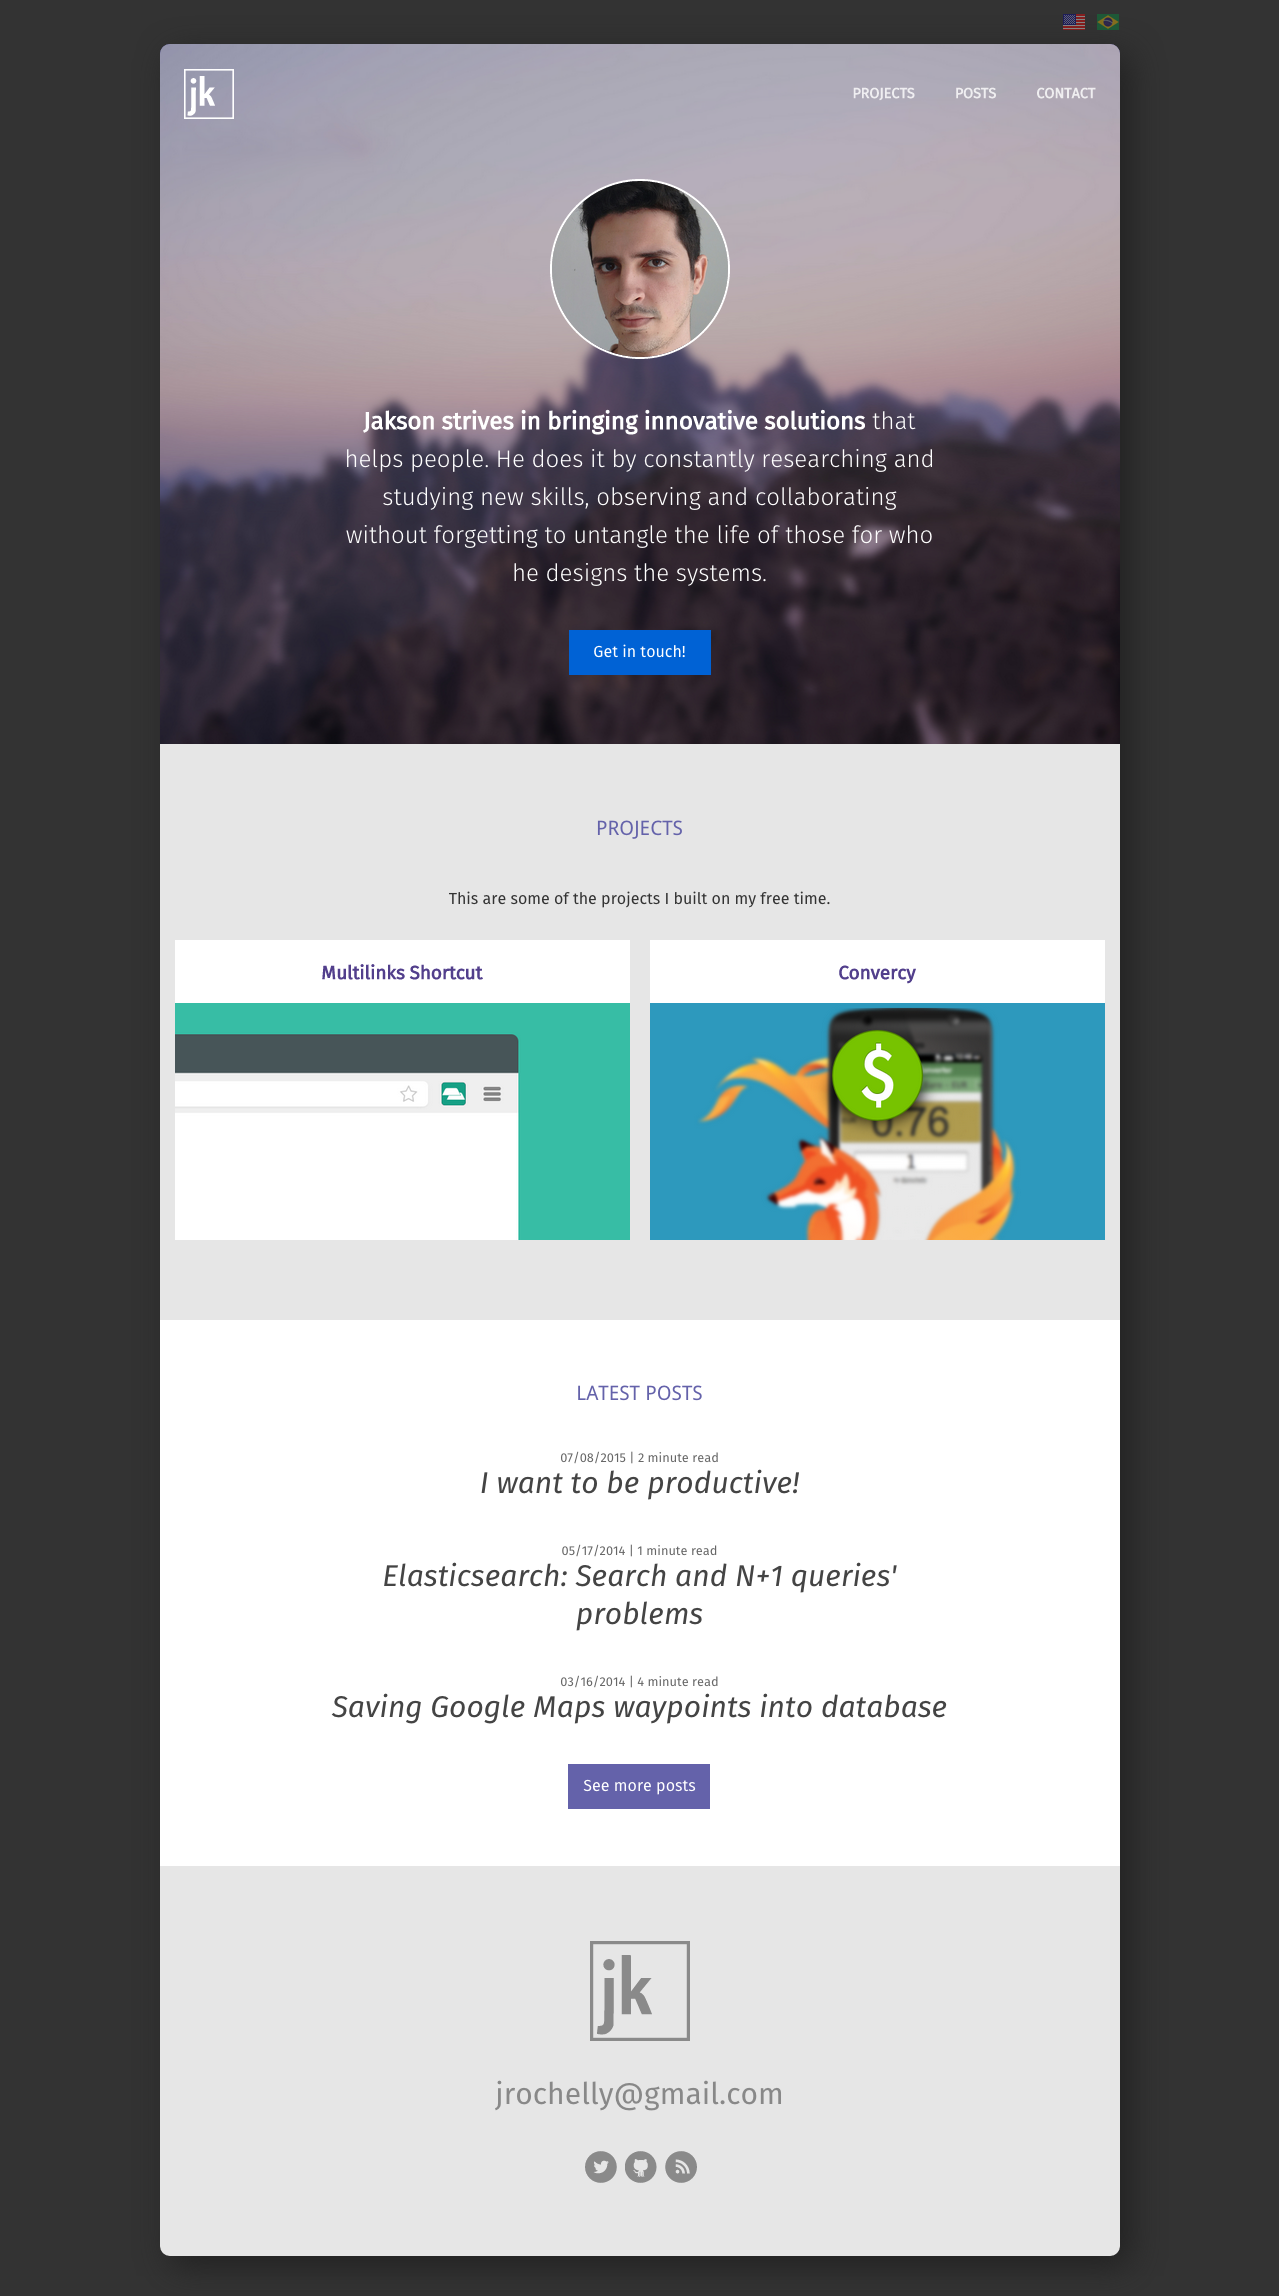 jk
PROJECTS POSTS CONTACT
Jakson strives in bringing innovative solutions that
helps people. He does it by constantly researching and
studying new skills, observing and collaborating
without forgetting to untangle the life of those for who
he designs the systems.
Get in touch!
PROJECTS
This are some of the projects I built on my free time.
Multilinks Shortcut
Convercy
$
0.76
1
LATEST POSTS
07/08/2015 | 2 minute read
I want to be productive!
05/17/2014 | 1 minute read
Elasticsearch: Search and N+1 queries'
problems
03/16/2014 | 4 minute read
Saving Google Maps waypoints into database
See more posts
jk
jrochelly@gmail.com